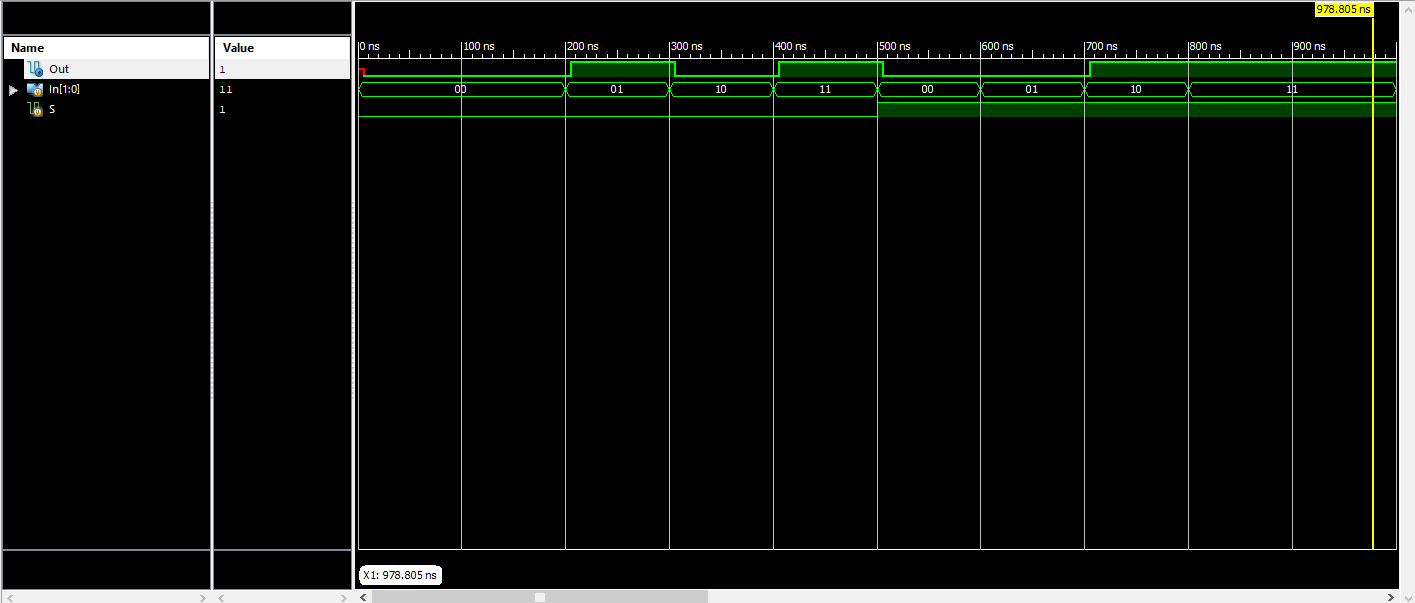 978.805 ns
Name Value
0 ns 100 ns 200 ns 300 ns 400 ns 500 ns 600 ns 700 ns 800 ns 900 ns
Out 1
In[1:0] 11 00 01 10 11 00 01 10 11
S 1
X1: 978.805 ns